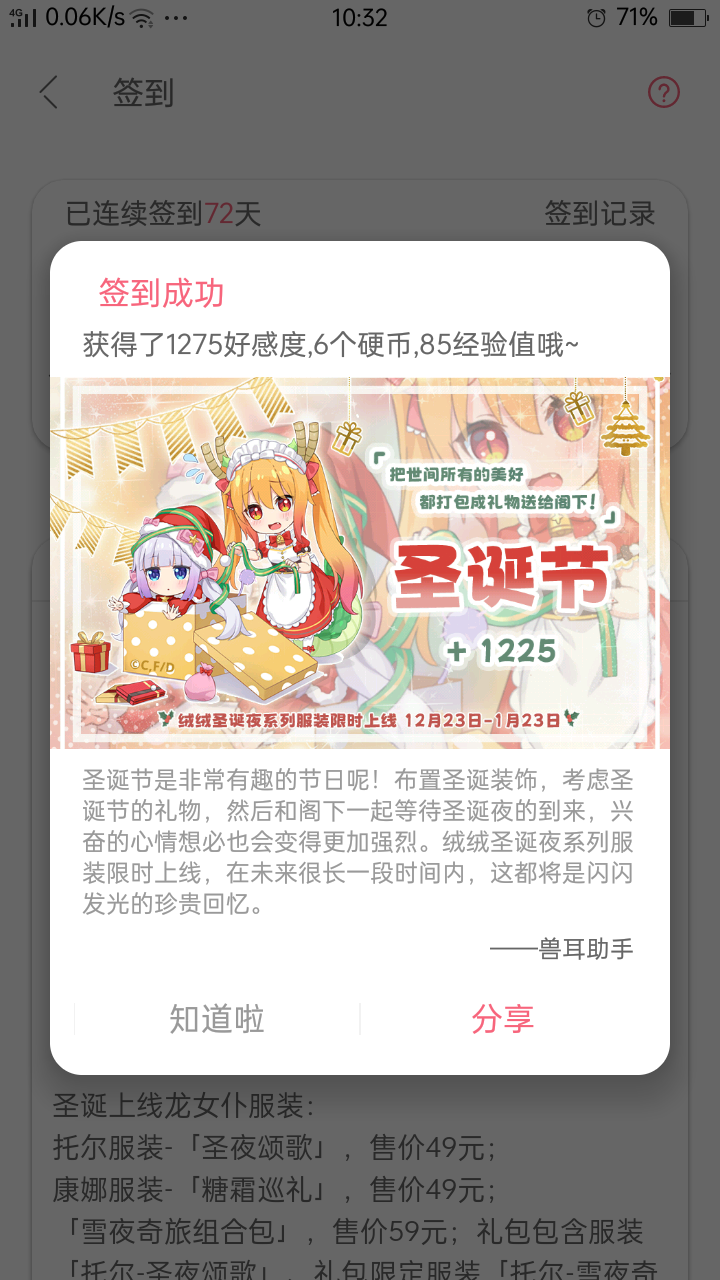 4G 0.06K/s ··· 10:32 71%
签到
?
已连续签到72天 签到记录
签到成功
获得了1275好感度,6个硬币,85经验值哦~
「把世间所有的美好
都打包成礼物送给阁下!」
圣诞节
+ 1225
©C,F/D
绒绒圣诞夜系列服装限时上线 12月23日-1月23日
圣诞节是非常有趣的节日呢！布置圣诞装饰，考虑圣
诞节的礼物，然后和阁下一起等待圣诞夜的到来，兴
奋的心情想必也会变得更加强烈。绒绒圣诞夜系列服
装限时上线，在未来很长一段时间内，这都将是闪闪
发光的珍贵回忆。
——兽耳助手
知道啦 分享
圣诞上线龙女仆服装：
托尔服装-「圣夜颂歌」，售价49元；
康娜服装-「糖霜巡礼」，售价49元；
「雪夜奇旅组合包」，售价59元；礼包包含服装
「托尔-圣夜颂歌」、礼包限定服装「托尔-雪夜奇